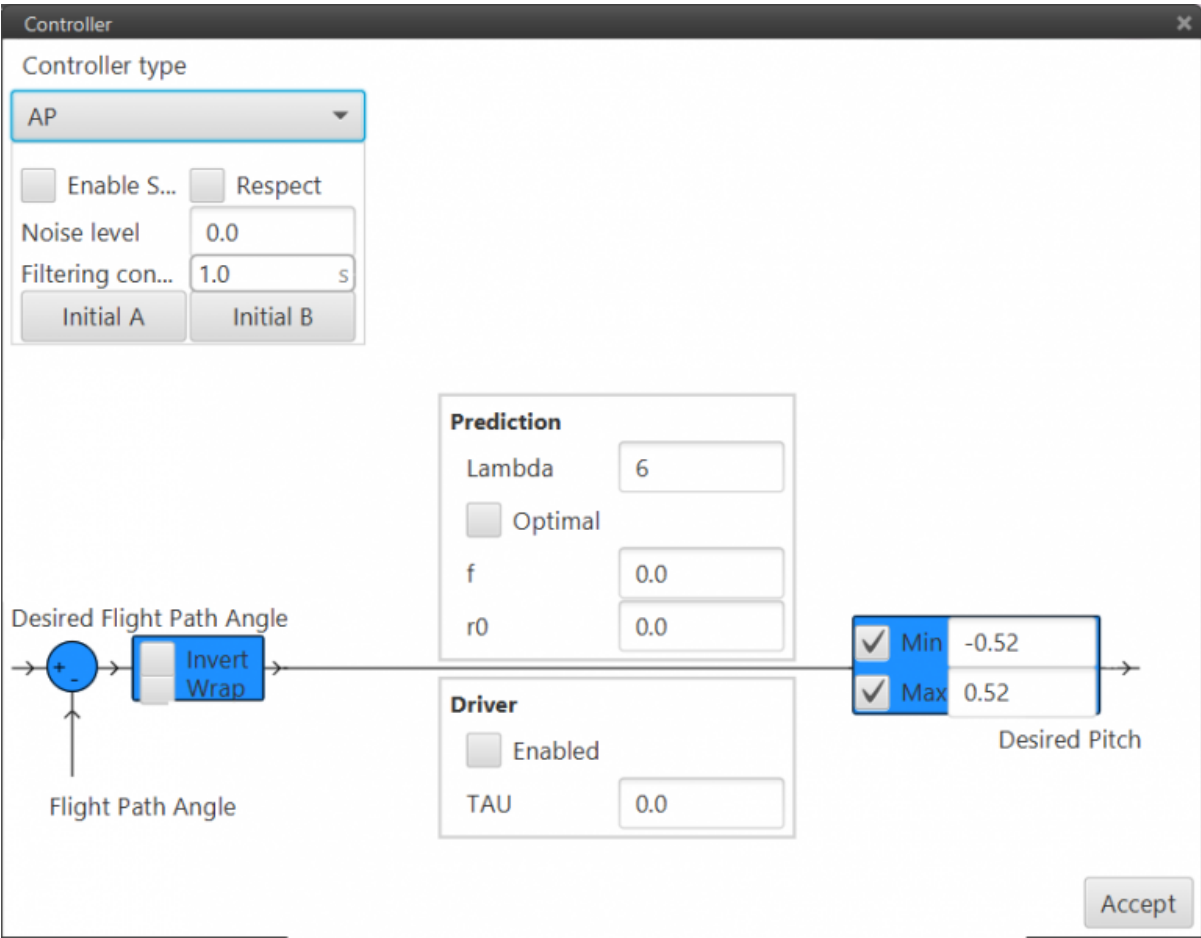 Controller
Controller type
AP
Enable S... Respect
Noise level 0.0
Filtering con... 1.0 s
Initial A Initial B
Prediction
Lambda 6
Optimal
f 0.0
r0 0.0
Desired Flight Path Angle
+
-
Invert
Wrap
Min -0.52
Max 0.52
Desired Pitch
Driver
Enabled
TAU 0.0
Flight Path Angle
Accept